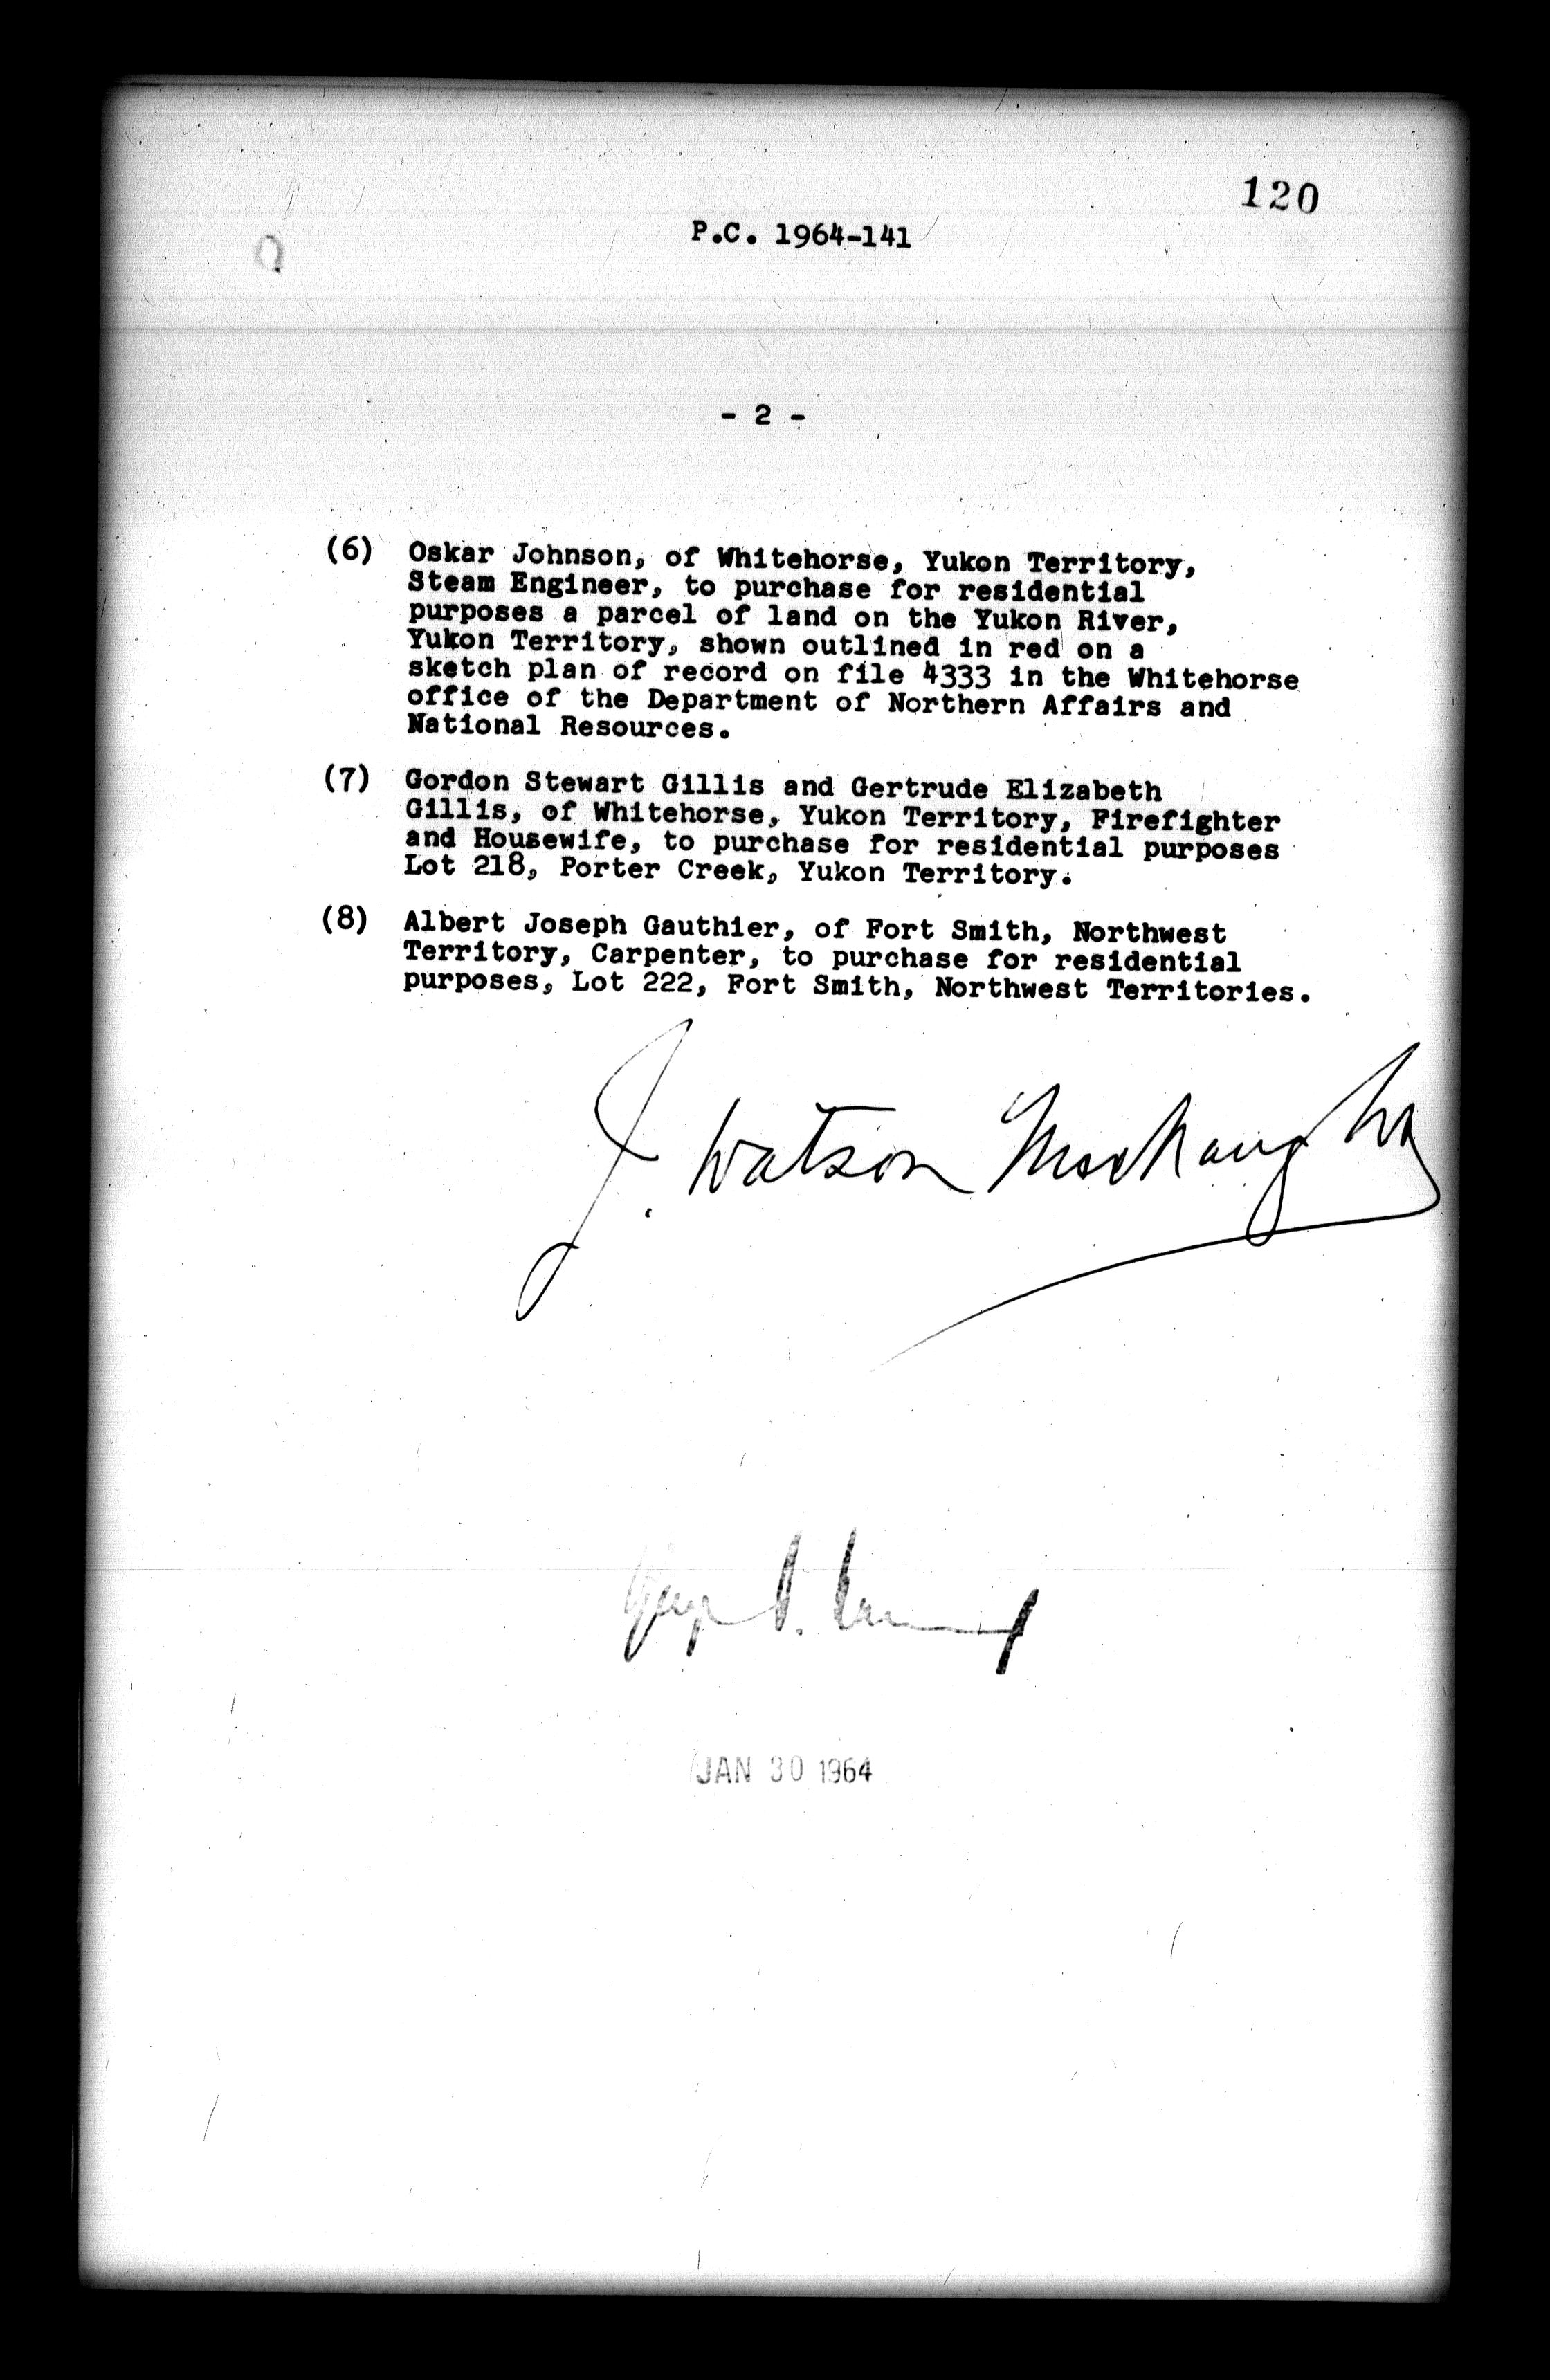 120
P.C. 1964-141
- 2 -
(6) Oskar Johnson, of Whitehorse, Yukon Territory,
Steam Engineer, to purchase for residential
purposes a parcel of land on the Yukon River,
Yukon Territory, shown outlined in red on a
sketch plan of record on file 4333 in the Whitehorse
office of the Department of Northern Affairs and
National Resources.
(7) Gordon Stewart Gillis and Gertrude Elizabeth
Gillis, of Whitehorse, Yukon Territory, Firefighter
and Housewife, to purchase for residential purposes
Lot 218, Porter Creek, Yukon Territory.
(8) Albert Joseph Gauthier, of Fort Smith, Northwest
Territory, Carpenter, to purchase for residential
purposes, Lot 222, Fort Smith, Northwest Territories.
J. Watson MacNaught
JAN 30 1964